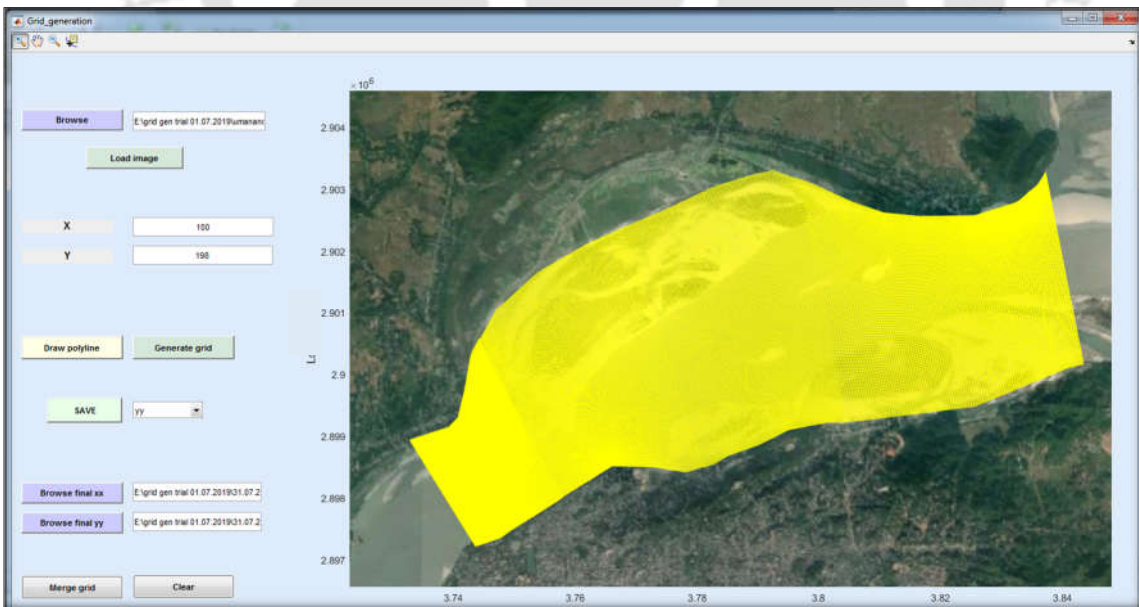 Grid_generation
Browse
E:\grid gen trial 01.07.2019\umanand
Load image
X
100
Y
198
Draw polyline
Generate grid
SAVE
yy
Browse final xx
E:\grid gen trial 01.07.2019\31.07.2
Browse final yy
E:\grid gen trial 01.07.2019\31.07.2
Merge grid
Clear
× 10⁶
2.904
2.903
2.902
2.901
2.9
2.899
2.898
2.897
3.74
3.76
3.78
3.8
3.82
3.84